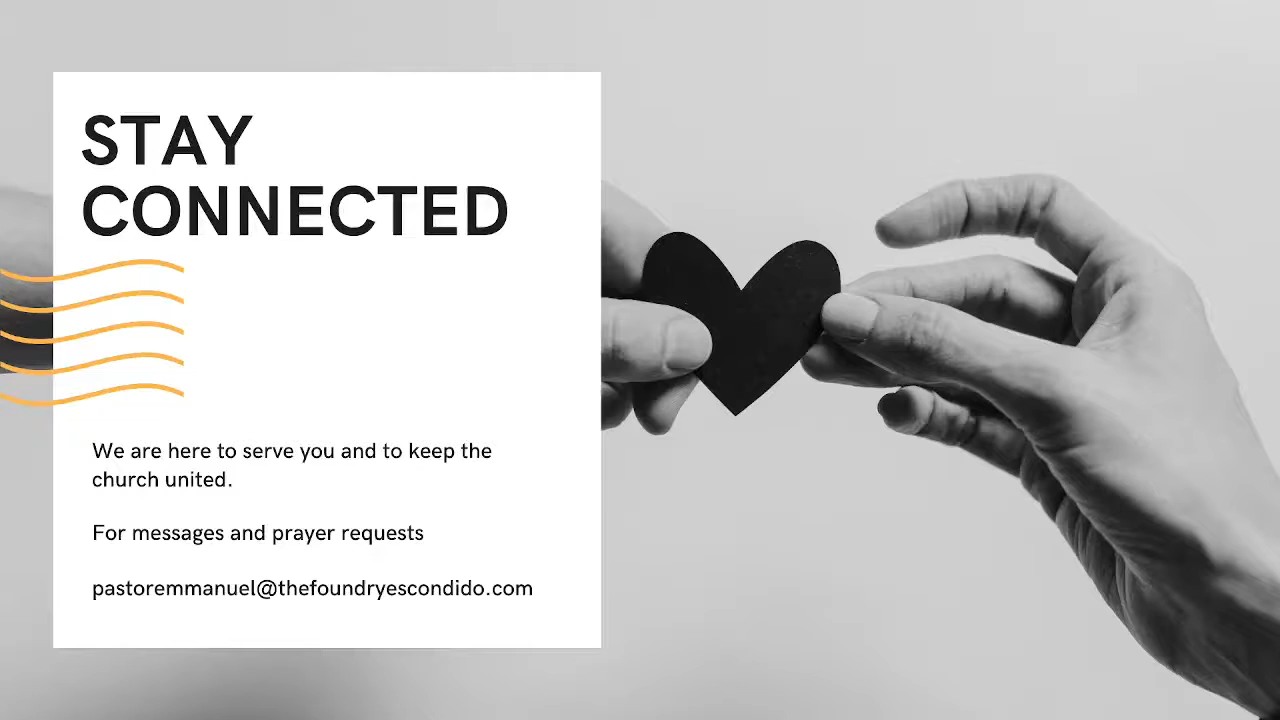 STAY
CONNECTED
We are here to serve you and to keep the
church united.
For messages and prayer requests
pastoremmanuel@thefoundryescondido.com